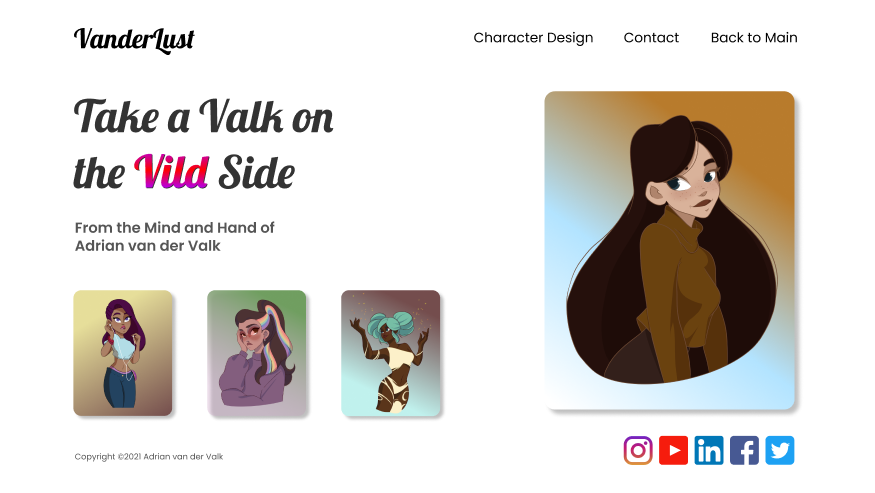 VanderLust
Character Design
Contact
Back to Main
Take a Valk on
the Vild Side
From the Mind and Hand of
Adrian van der Valk
Copyright ©2021 Adrian van der Valk
in
f